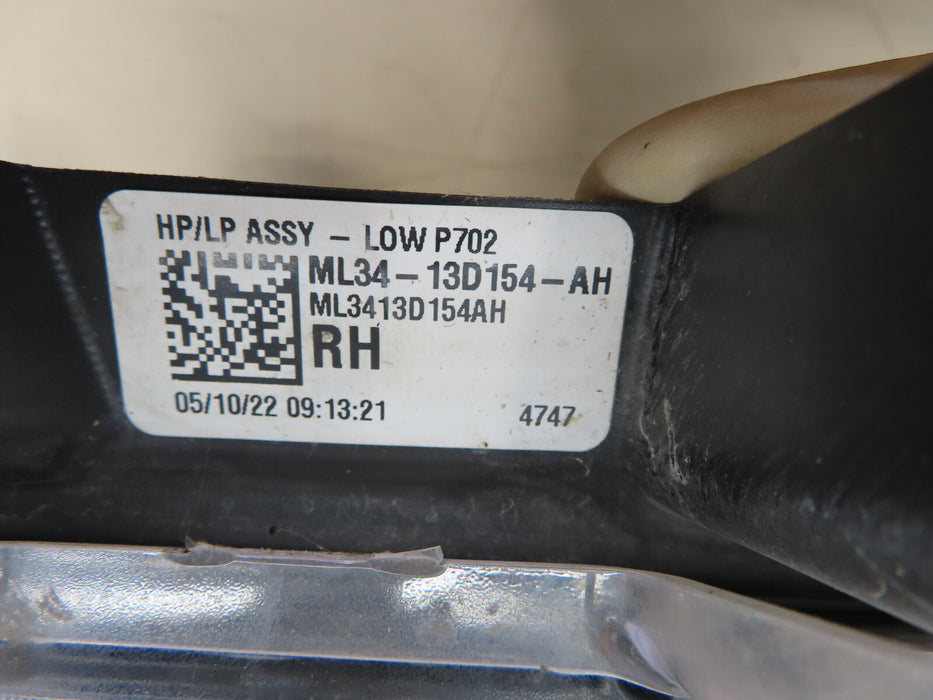 HP/LP ASSY - LOW P702
ML34-13D154-AH
ML3413D154AH
RH
05/10/22 09:13:21 4747